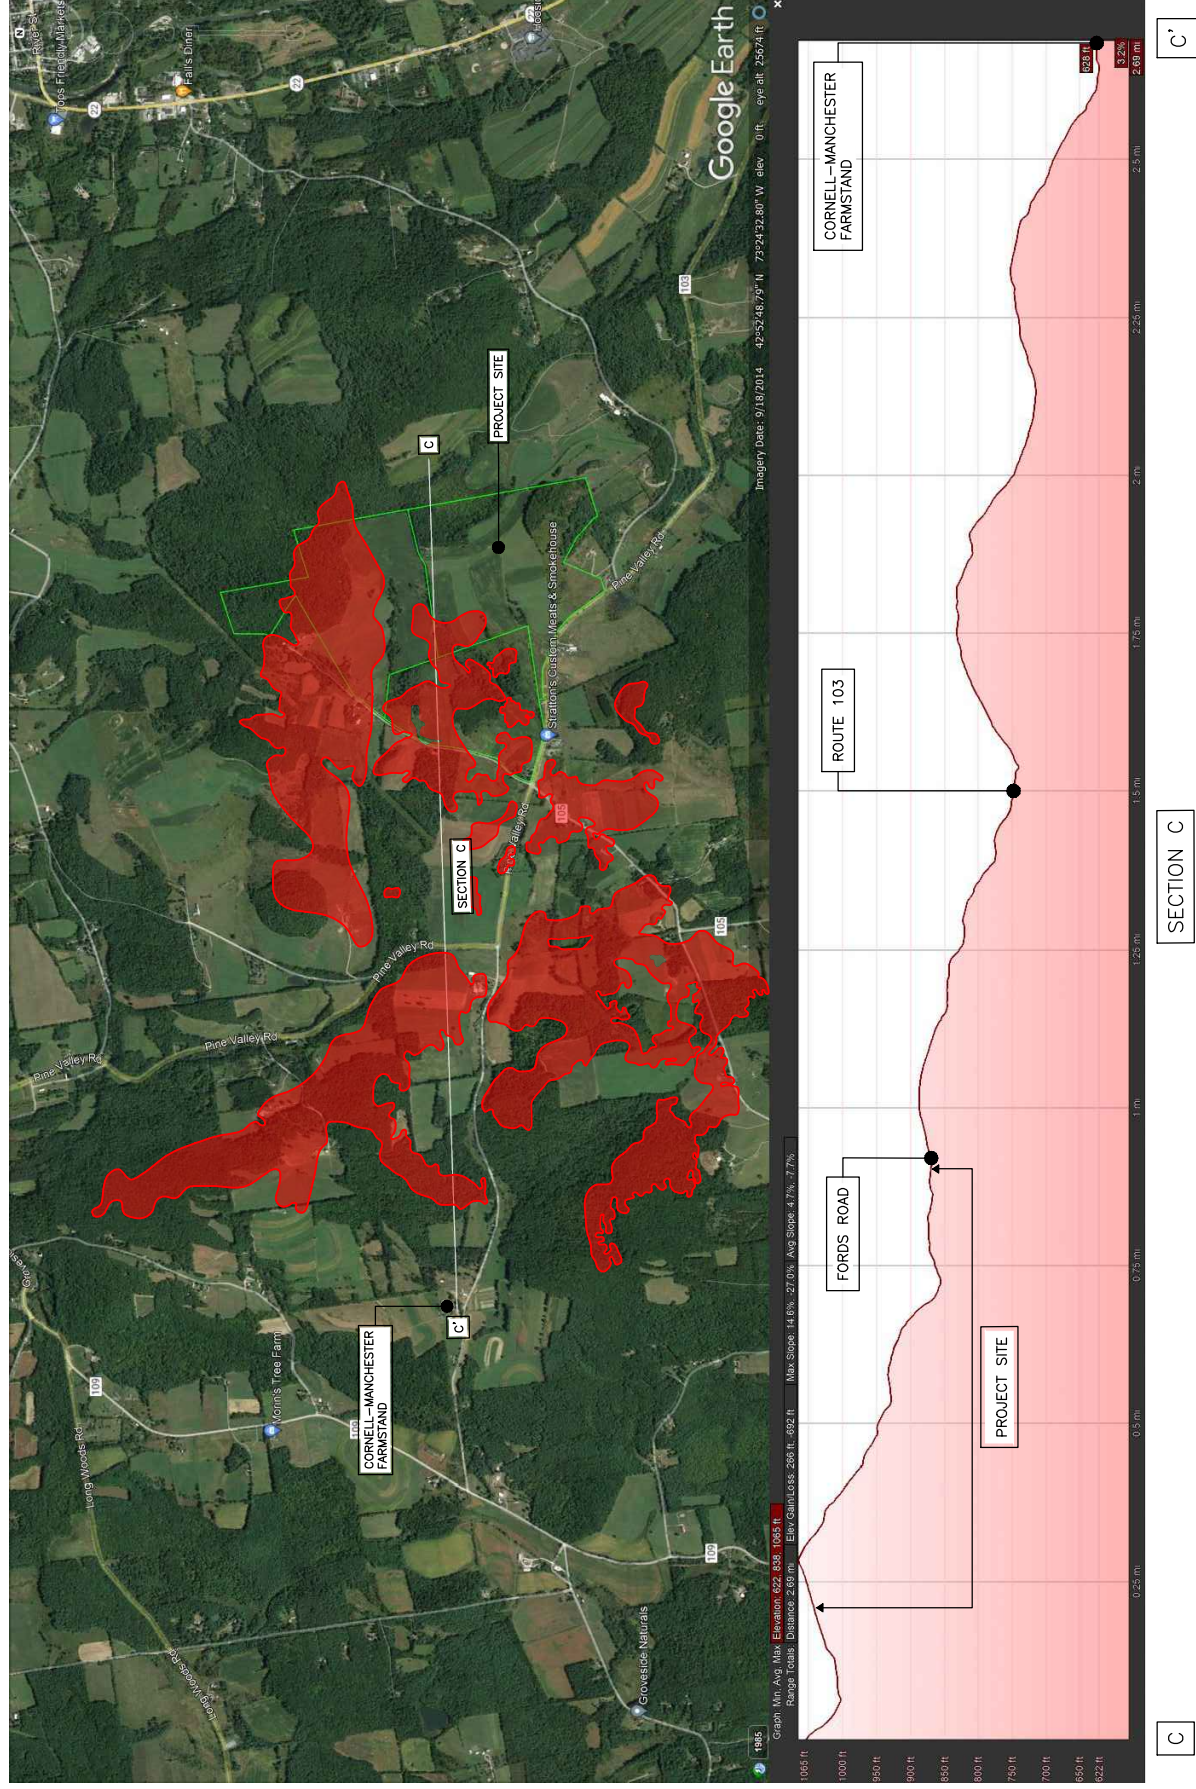 Tops Friendly Markets
River St
N
22
Fall's Diner
22
22
Hoosic
Google Earth
Imagery Date: 9/18/2014 42°52'48.79" N 73°24'32.80" W elev 0 ft eye alt 25674 ft
103
PROJECT SITE
C
Pine Valley Rd
Stratton's Custom Meats & Smokehouse
105
Valley Rd
SECTION C
105
Pine Valley Rd
Pine Valley Rd
Pine Valley Rd
C'
CORNELL-MANCHESTER
FARMSTAND
109
Morin's Tree Farm
109
Long Woods Rd
Long Woods Rd
109
Groveside Naturals
1985
Graph: Min, Avg, Max Elevation: 622, 838, 1065 ft
Range Totals: Distance: 2.69 mi Elev Gain/Loss: 266 ft, -692 ft Max Slope: 14.6%, -27.0% Avg Slope: 4.7%, -7.7%
1065 ft
1000 ft
950 ft
900 ft
850 ft
800 ft
750 ft
700 ft
650 ft
622 ft
PROJECT SITE
FORDS ROAD
ROUTE 103
CORNELL-MANCHESTER
FARMSTAND
628 ft
3.2%
0.25 mi
0.5 mi
0.75 mi
1 mi
1.25 mi
1.5 mi
1.75 mi
2 mi
2.25 mi
2.5 mi
2.69 mi
C
SECTION C
C'